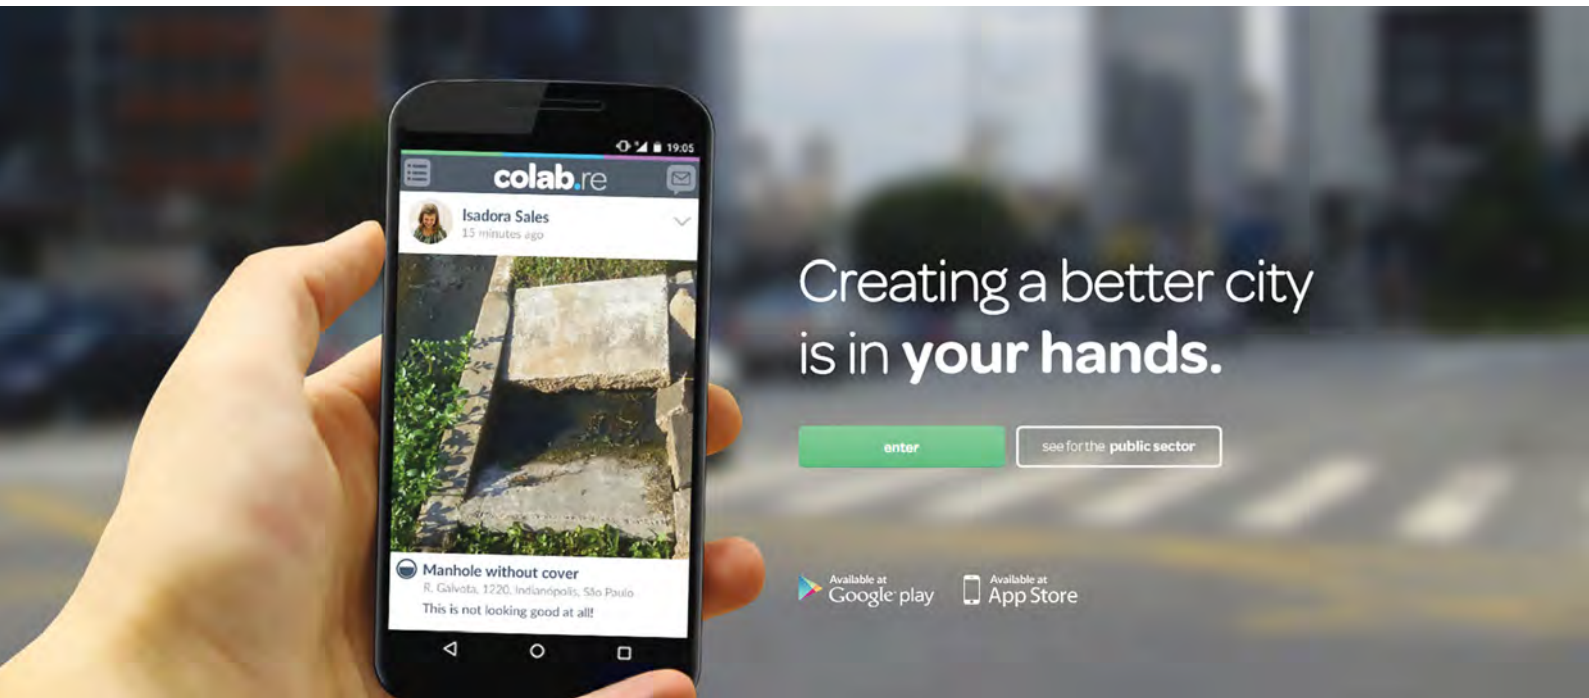 19:05
colab.re
Isadora Sales
15 minutes ago
Manhole without cover
R. Gaivota, 1220, Indianópolis, São Paulo
This is not looking good at all!
Creating a better city
is in your hands.
enter
see for the public sector
Available at
Google play
Available at
App Store